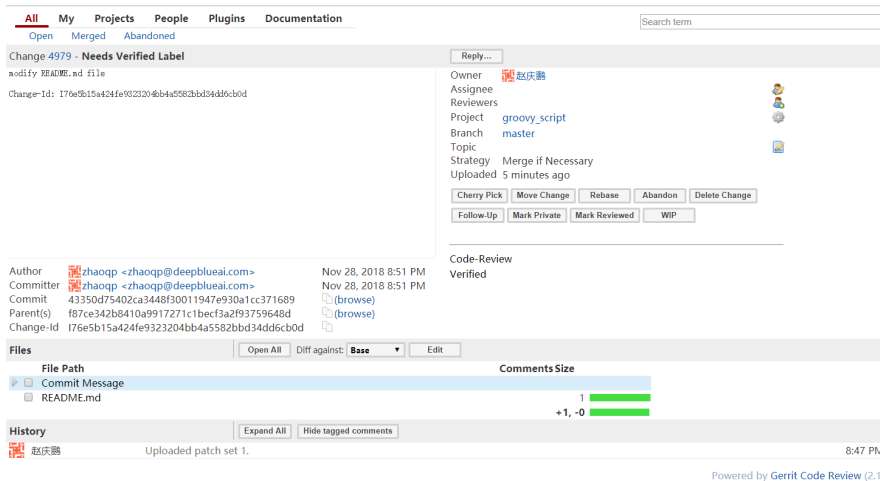 All My Projects People Plugins Documentation
Search term
Open Merged Abandoned
Change 4979 - Needs Verified Label
Reply...
modify README.md file
Change-Id: I76e5b15a424fe9323204bb4a5582bbd34dd6cb0d
Owner 赵庆鹏
Assignee
Reviewers
Project groovy_script
Branch master
Topic
Strategy Merge if Necessary
Uploaded 5 minutes ago
Cherry Pick Move Change Rebase Abandon Delete Change
Follow-Up Mark Private Mark Reviewed WIP
Code-Review
Verified
Author zhaoqp <zhaoqp@deepblueai.com> Nov 28, 2018 8:51 PM
Committer zhaoqp <zhaoqp@deepblueai.com> Nov 28, 2018 8:51 PM
Commit 43350d75402ca3448f30011947e930a1cc371689 (browse)
Parent(s) f87ce342b8410a9917271c1becf3a2f93759648d (browse)
Change-Id I76e5b15a424fe9323204bb4a5582bbd34dd6cb0d
Files Open All Diff against: Base Edit
File Path Comments Size
Commit Message
README.md 1
+1, -0
History Expand All Hide tagged comments
赵庆鹏 Uploaded patch set 1. 8:47 PM
Powered by Gerrit Code Review (2.1